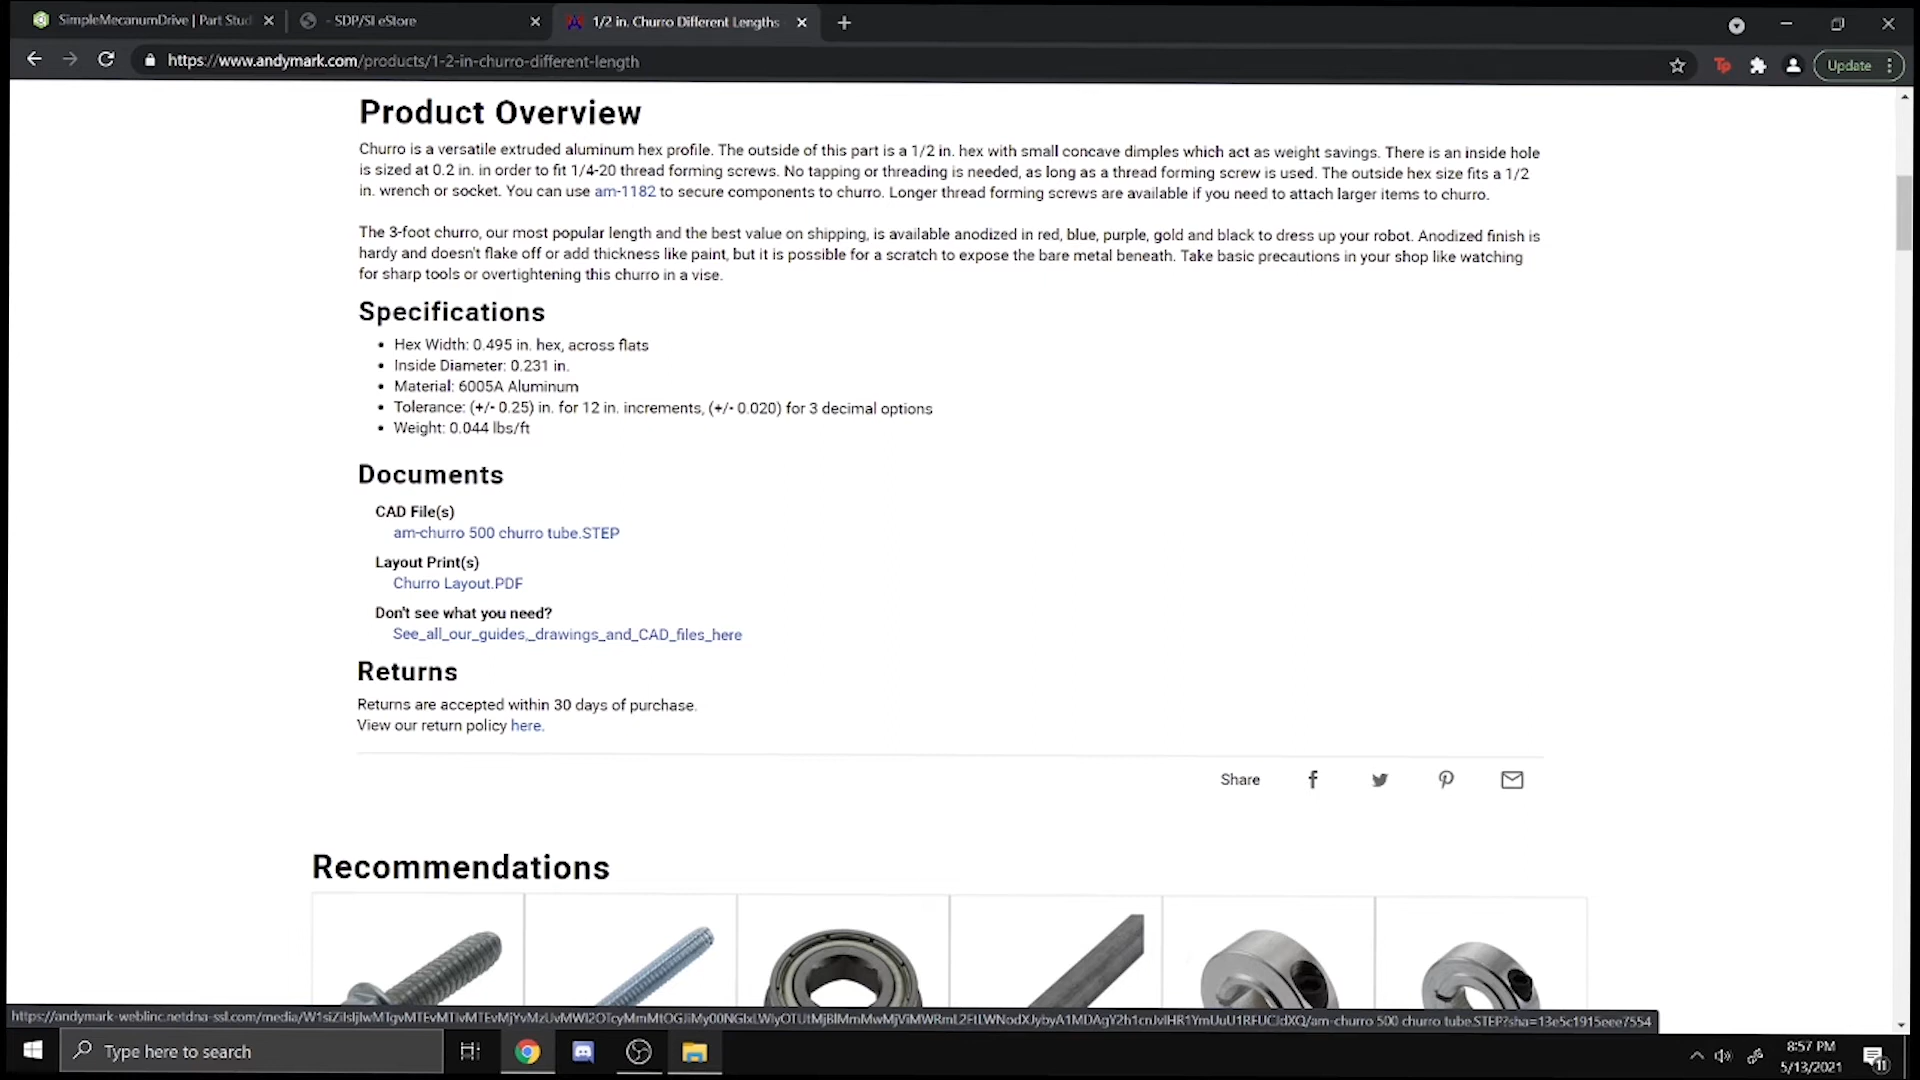 SimpleMecanumDrive | Part Stud
- SDP/SI eStore
1/2 in. Churro Different Lengths
https://www.andymark.com/products/1-2-in-churro-different-length
Update
Product Overview
Churro is a versatile extruded aluminum hex profile. The outside of this part is a 1/2 in. hex with small concave dimples which act as weight savings. There is an inside hole
is sized at 0.2 in. in order to fit 1/4-20 thread forming screws. No tapping or threading is needed, as long as a thread forming screw is used. The outside hex size fits a 1/2
in. wrench or socket. You can use am-1182 to secure components to churro. Longer thread forming screws are available if you need to attach larger items to churro.
The 3-foot churro, our most popular length and the best value on shipping, is available anodized in red, blue, purple, gold and black to dress up your robot. Anodized finish is
hardy and doesn't flake off or add thickness like paint, but it is possible for a scratch to expose the bare metal beneath. Take basic precautions in your shop like watching
for sharp tools or overtightening this churro in a vise.
Specifications
• Hex Width: 0.495 in. hex, across flats
• Inside Diameter: 0.231 in.
• Material: 6005A Aluminum
• Tolerance: (+/- 0.25) in. for 12 in. increments, (+/- 0.020) for 3 decimal options
• Weight: 0.044 lbs/ft
Documents
CAD File(s)
am-churro 500 churro tube.STEP
Layout Print(s)
Churro Layout.PDF
Don't see what you need?
See_all_our_guides,_drawings_and_CAD_files_here
Returns
Returns are accepted within 30 days of purchase.
View our return policy here.
Share
Recommendations
Type here to search
8:57 PM
5/13/2021